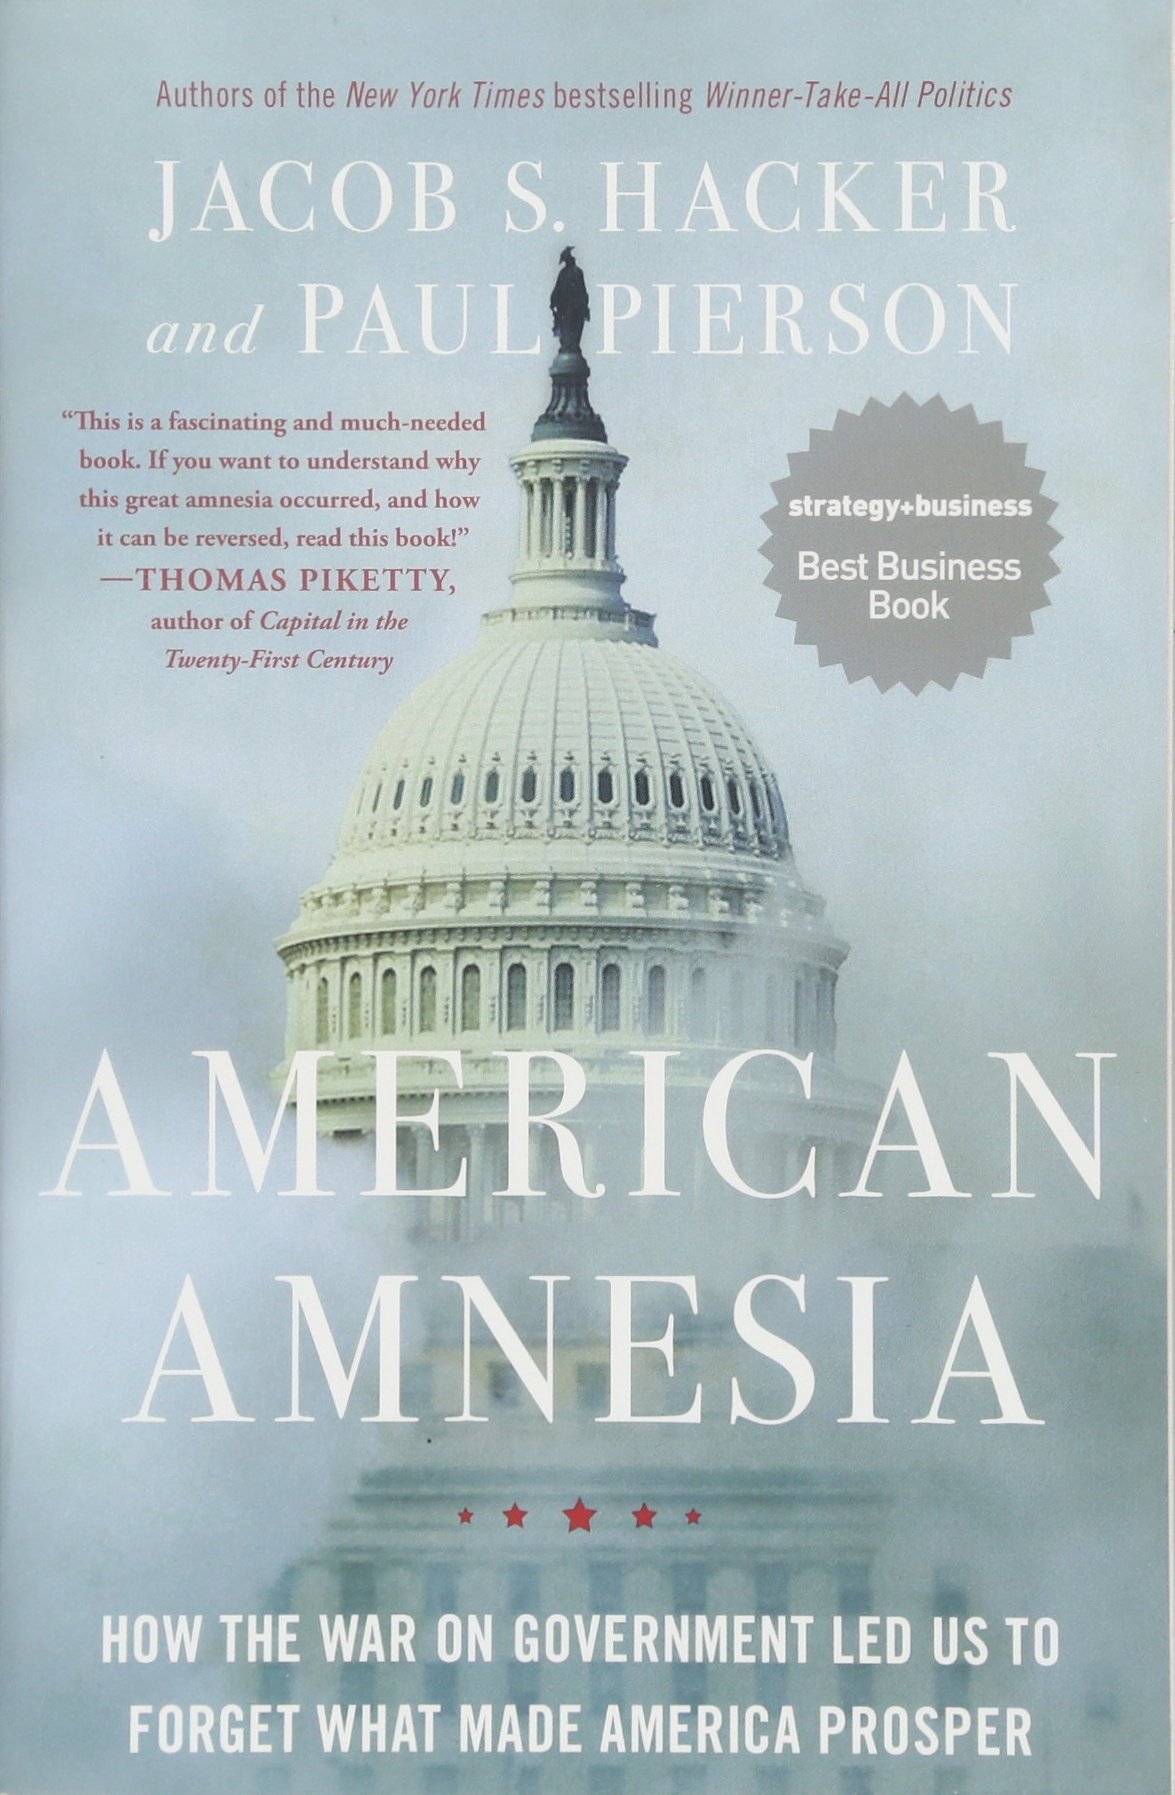 Authors of the New York Times bestselling Winner-Take-All Politics
JACOB S. HACKER
and PAUL PIERSON
“This is a fascinating and much-needed
book. If you want to understand why
this great amnesia occurred, and how
it can be reversed, read this book!”
—THOMAS PIKETTY,
author of Capital in the
Twenty-First Century
strategy+business
Best Business
Book
AMERICAN
AMNESIA
HOW THE WAR ON GOVERNMENT LED US TO
FORGET WHAT MADE AMERICA PROSPER